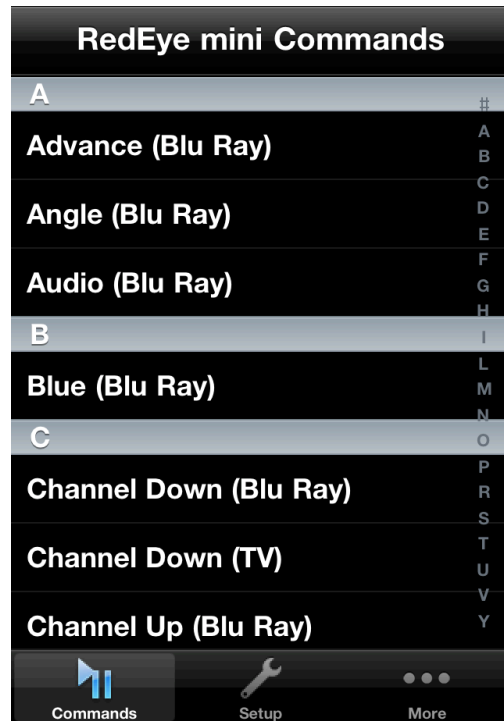 RedEye mini Commands
A
Advance (Blu Ray)
Angle (Blu Ray)
Audio (Blu Ray)
B
Blue (Blu Ray)
C
Channel Down (Blu Ray)
Channel Down (TV)
Channel Up (Blu Ray)
#
A
B
C
D
E
F
G
H
I
L
M
N
O
P
R
S
T
U
V
Y
Commands
Setup
More